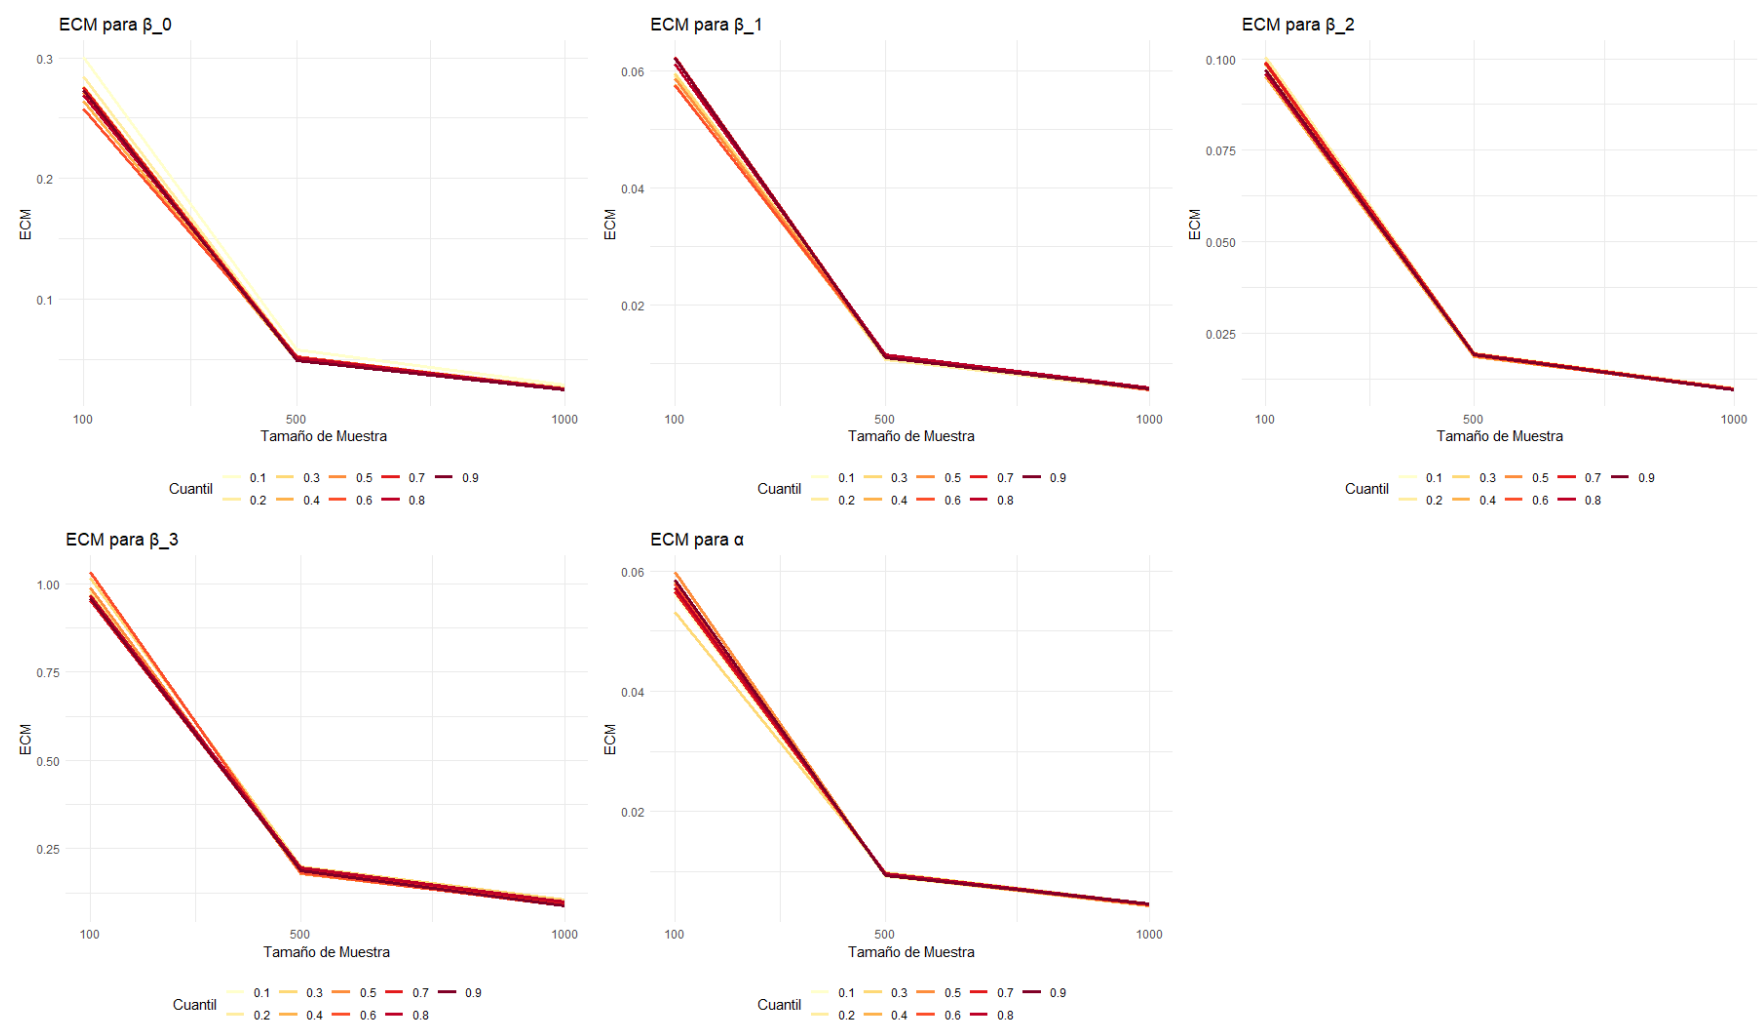 ECM para β_0
ECM
0.3
0.2
0.1
100 500 1000
Tamaño de Muestra
Cuantil
0.1 0.3 0.5 0.7 0.9
0.2 0.4 0.6 0.8
ECM para β_1
ECM
0.06
0.04
0.02
100 500 1000
Tamaño de Muestra
Cuantil
0.1 0.3 0.5 0.7 0.9
0.2 0.4 0.6 0.8
ECM para β_2
ECM
0.100
0.075
0.050
0.025
100 500 1000
Tamaño de Muestra
Cuantil
0.1 0.3 0.5 0.7 0.9
0.2 0.4 0.6 0.8
ECM para β_3
ECM
1.00
0.75
0.50
0.25
100 500 1000
Tamaño de Muestra
Cuantil
0.1 0.3 0.5 0.7 0.9
0.2 0.4 0.6 0.8
ECM para α
ECM
0.06
0.04
0.02
100 500 1000
Tamaño de Muestra
Cuantil
0.1 0.3 0.5 0.7 0.9
0.2 0.4 0.6 0.8